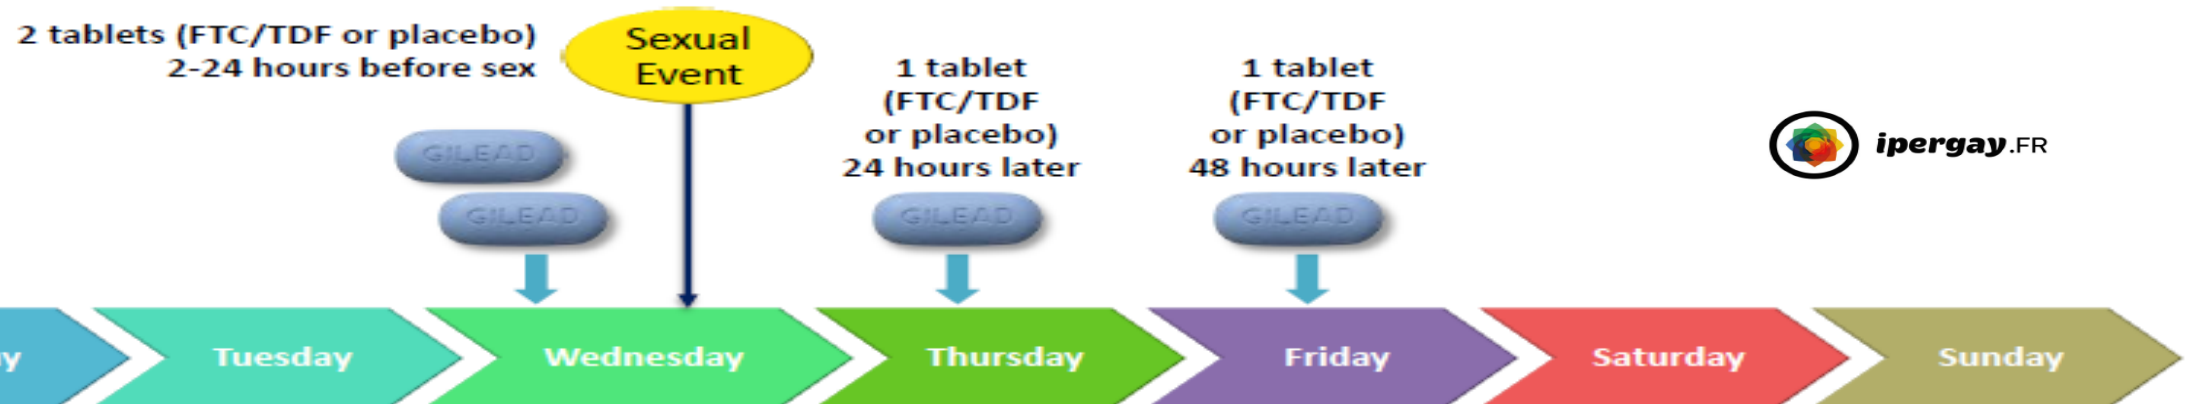 2 tablets (FTC/TDF or placebo)
2-24 hours before sex
Sexual
Event
1 tablet
(FTC/TDF
or placebo)
24 hours later
1 tablet
(FTC/TDF
or placebo)
48 hours later
ipergay.FR
GILEAD
GILEAD
GILEAD
GILEAD
Tuesday
Wednesday
Thursday
Friday
Saturday
Sunday